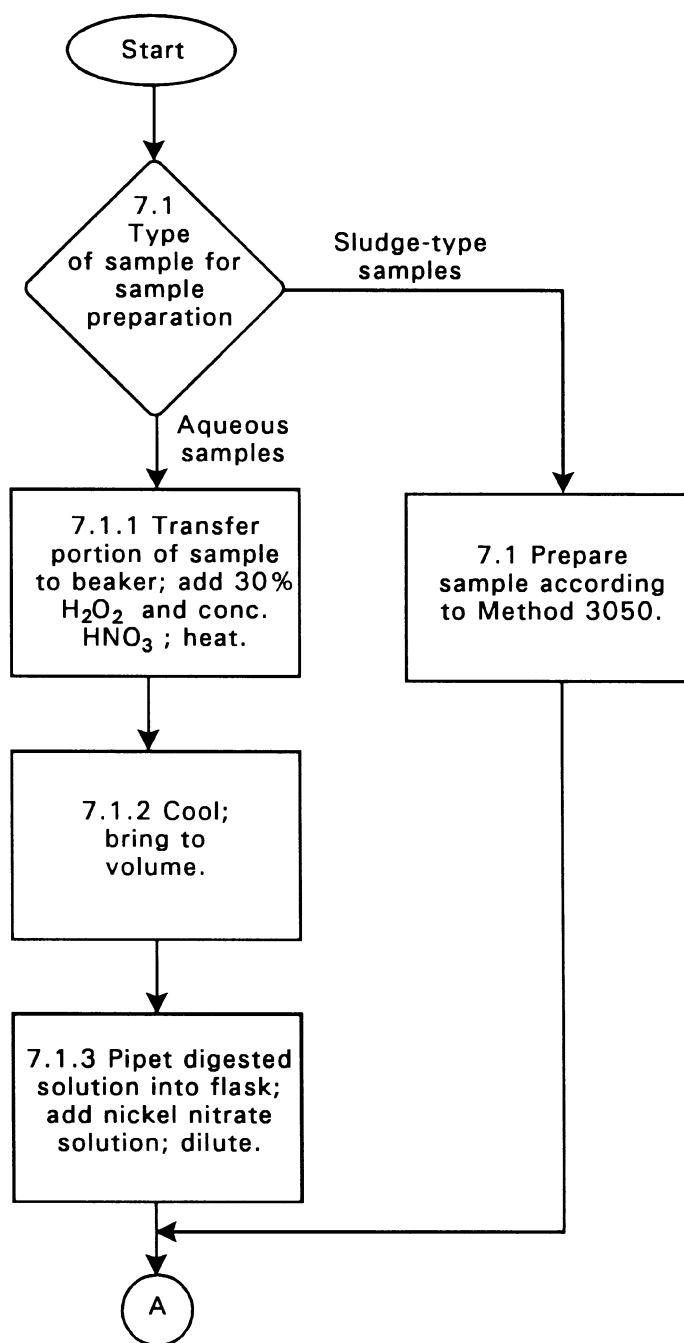 Start
7.1
Type
of sample for
sample
preparation
Sludge-type
samples
Aqueous
samples
7.1.1 Transfer
portion of sample
to beaker; add 30%
H₂O₂ and conc.
HNO₃ ; heat.
7.1 Prepare
sample according
to Method 3050.
7.1.2 Cool;
bring to
volume.
7.1.3 Pipet digested
solution into flask;
add nickel nitrate
solution; dilute.
A